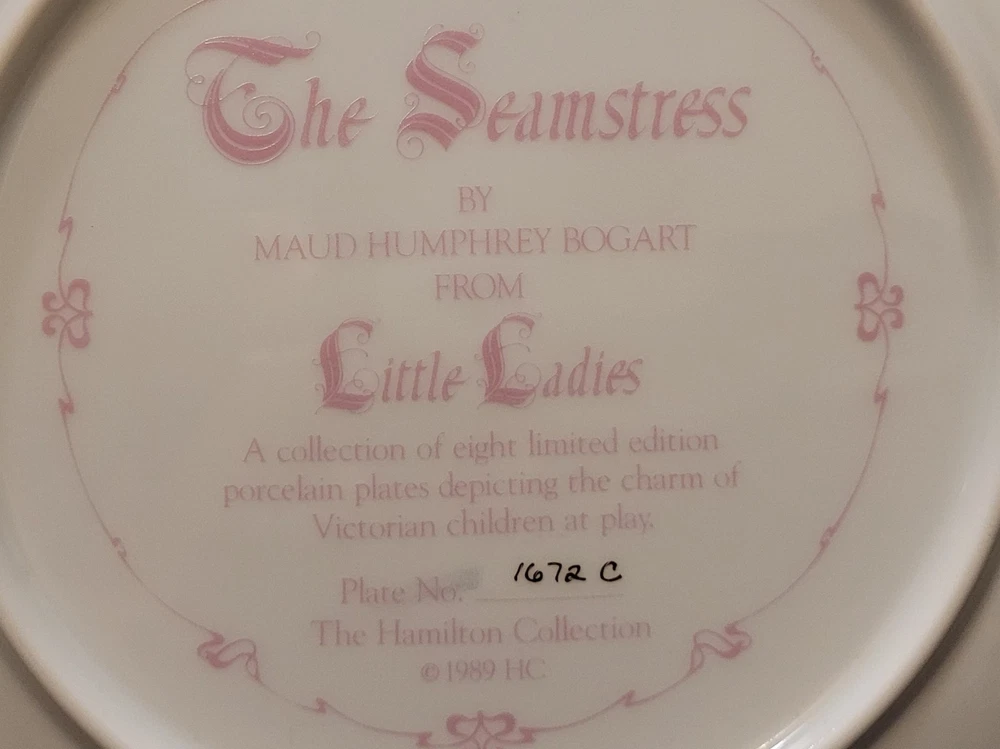 The Seamstress
BY
MAUD HUMPHREY BOGART
FROM
Little Ladies
A collection of eight limited edition
porcelain plates depicting the charm of
Victorian children at play.
Plate No. 1672 C
The Hamilton Collection
© 1989 HC